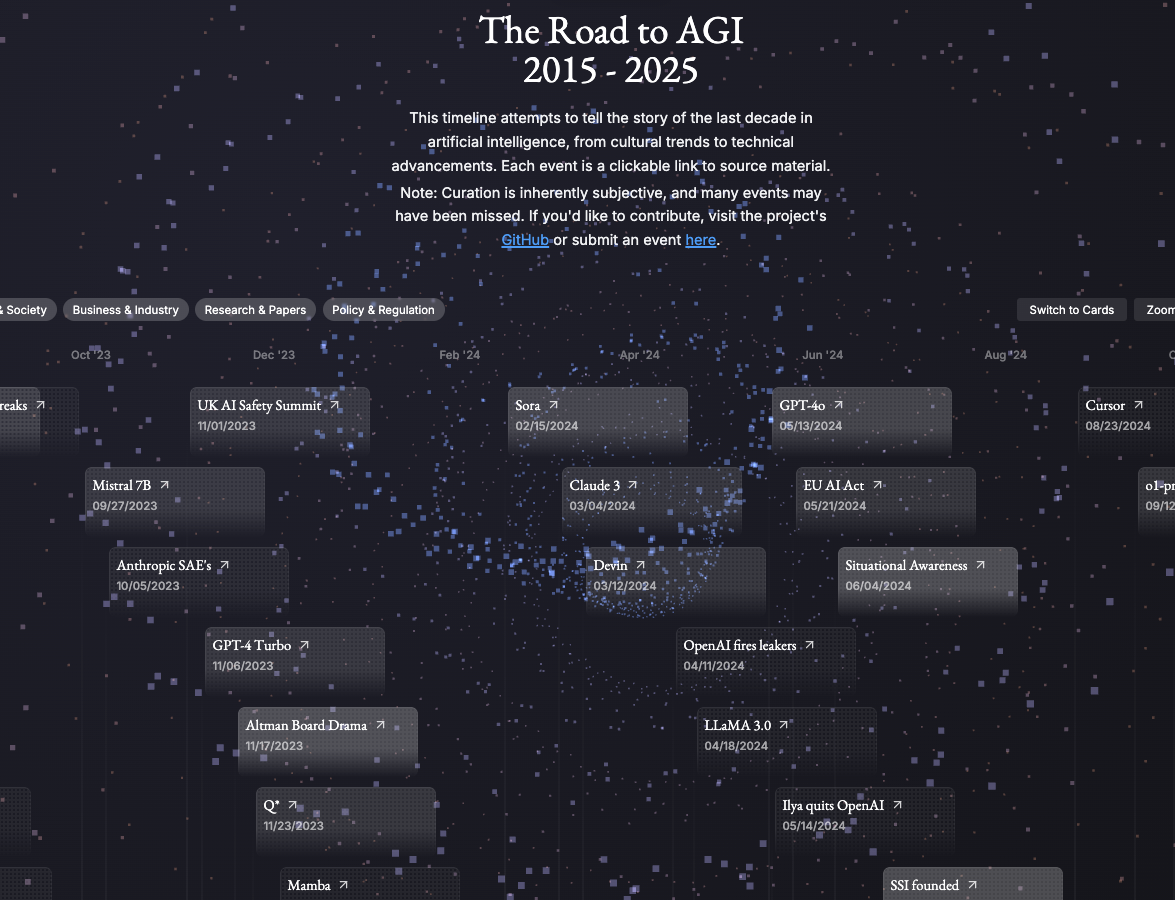 The Road to AGI
2015 - 2025
This timeline attempts to tell the story of the last decade in
artificial intelligence, from cultural trends to technical
advancements. Each event is a clickable link to source material.
Note: Curation is inherently subjective, and many events may
have been missed. If you'd like to contribute, visit the project's
GitHub or submit an event here.
& Society Business & Industry Research & Papers Policy & Regulation Switch to Cards Zoom
Oct '23 Dec '23 Feb '24 Apr '24 Jun '24 Aug '24
reaks ↗ UK AI Safety Summit ↗ Sora ↗ GPT-4o ↗ Cursor ↗
11/01/2023 02/15/2024 05/13/2024 08/23/2024
Mistral 7B ↗ Claude 3 ↗ EU AI Act ↗ o1-pr
09/27/2023 03/04/2024 05/21/2024 09/12
Anthropic SAE's ↗ Devin ↗ Situational Awareness ↗
10/05/2023 03/12/2024 06/04/2024
GPT-4 Turbo ↗ OpenAI fires leakers ↗
11/06/2023 04/11/2024
Altman Board Drama ↗ LLaMA 3.0 ↗
11/17/2023 04/18/2024
Q* ↗ Ilya quits OpenAI ↗
11/23/2023 05/14/2024
Mamba ↗ SSI founded ↗